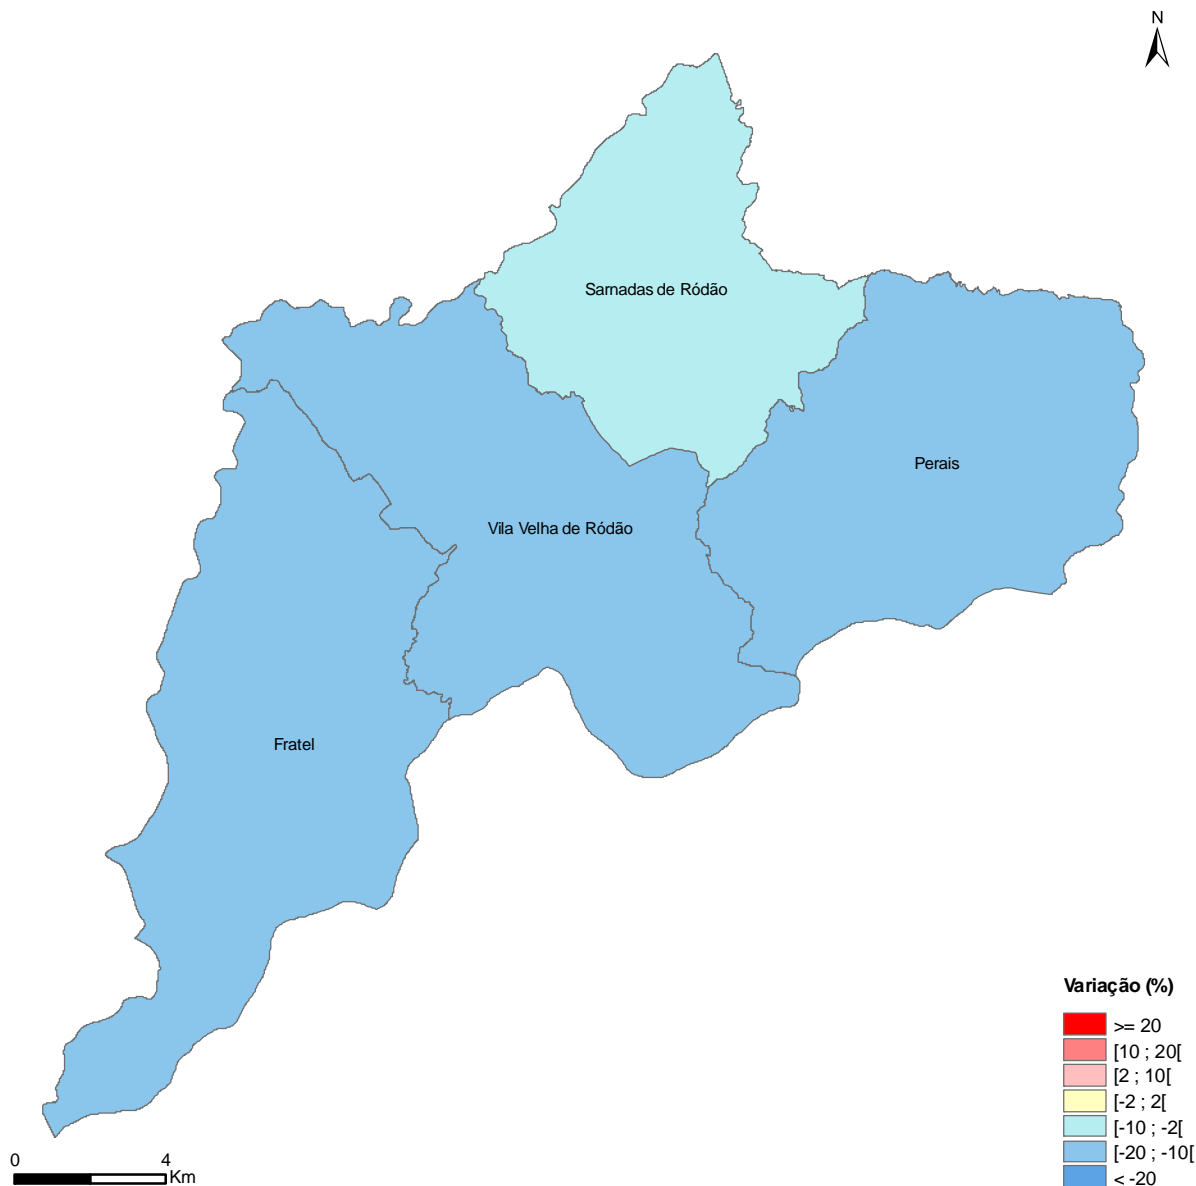 N
Sarnadas de Ródão
Perais
Vila Velha de Ródão
Fratel
Variação (%)
>= 20
[10 ; 20[
[2 ; 10[
[-2 ; 2[
[-10 ; -2[
[-20 ; -10[
< -20
0 4
Km